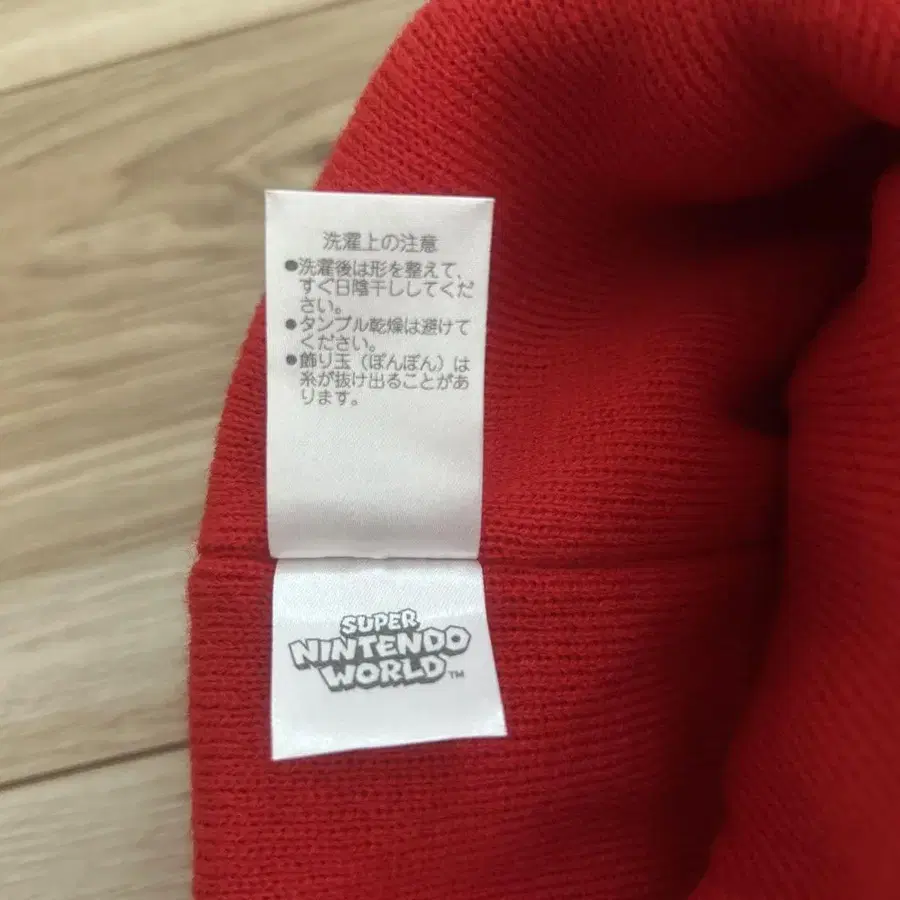 洗濯上の注意
●洗濯後は形を整えて、
すぐ日陰干ししてくだ
さい。
●タンブル乾燥は避けて
ください。
●飾り玉（ぽんぽん）は
糸が抜け出ることがあ
ります。
SUPER
NINTENDO
WORLD™